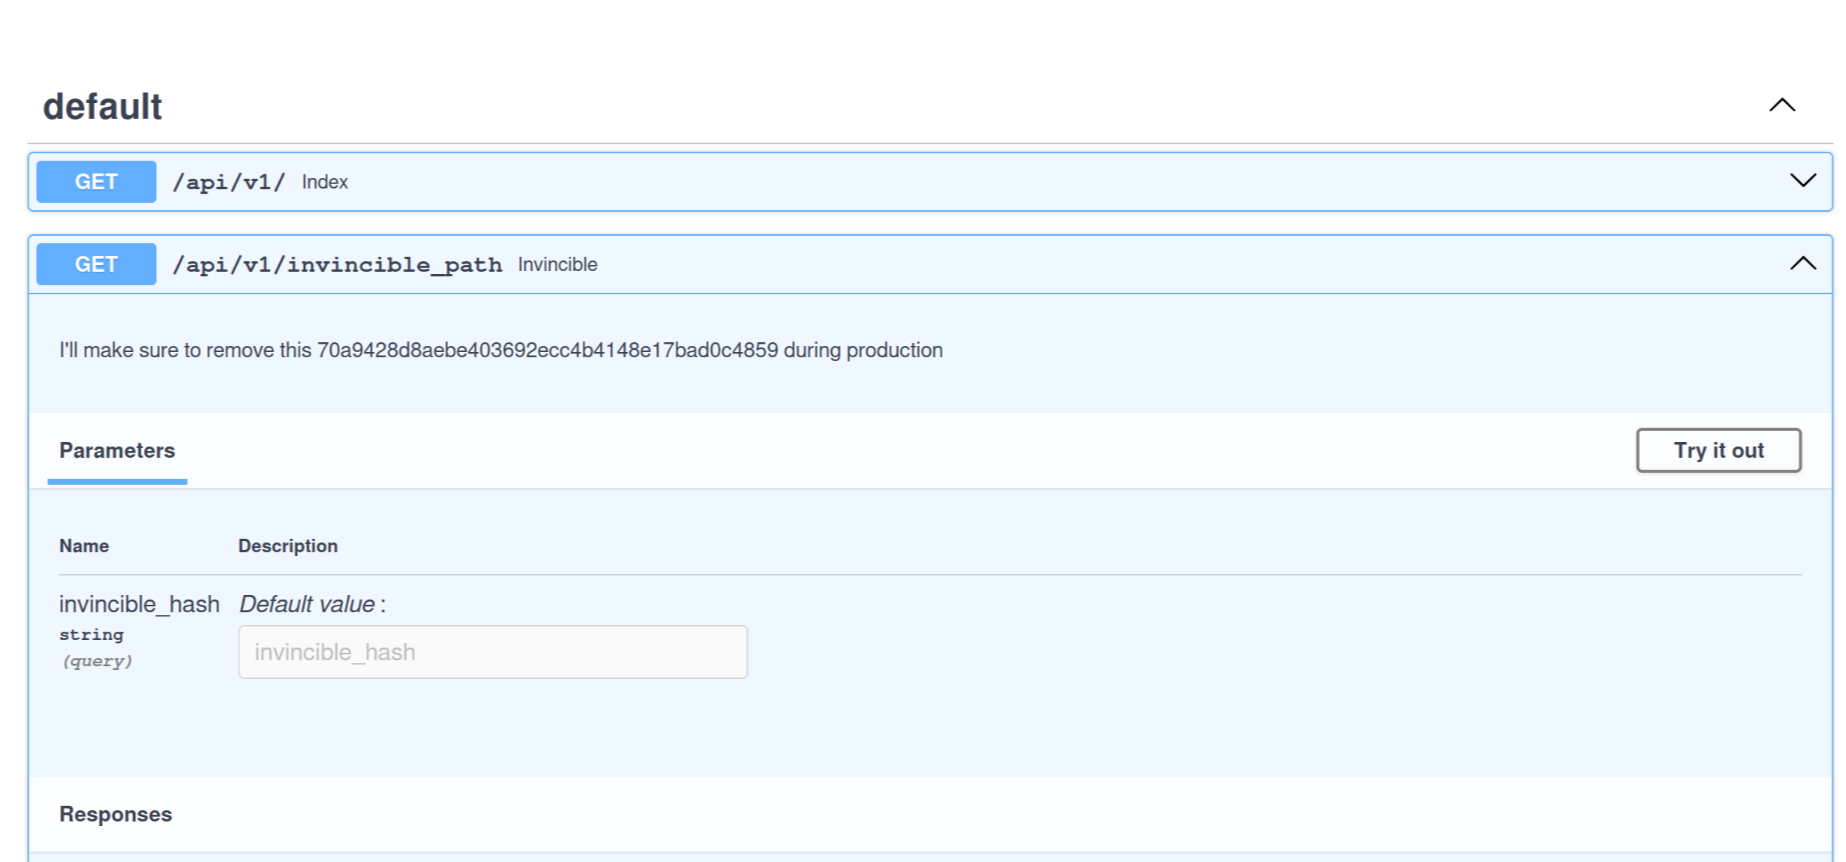 default
GET /api/v1/ Index
GET /api/v1/invincible_path Invincible
I'll make sure to remove this 70a9428d8aebe403692ecc4b4148e17bad0c4859 during production
Parameters
Try it out
Name Description
invincible_hash Default value :
string
(query)
invincible_hash
Responses